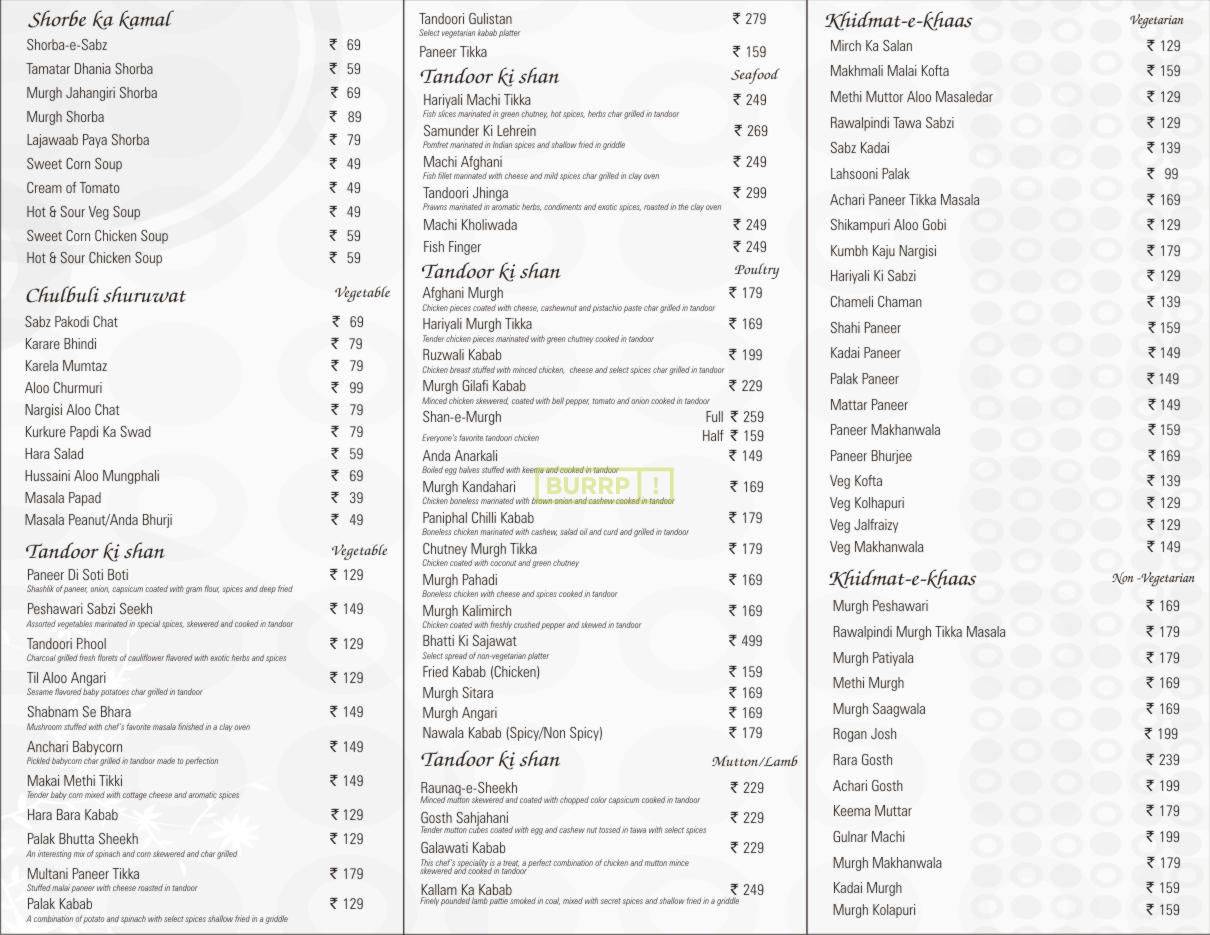 Shorbe ka kamal
Shorba-e-Sabz ₹ 69
Tamatar Dhania Shorba ₹ 59
Murgh Jahangiri Shorba ₹ 69
Murgh Shorba ₹ 89
Lajawaab Paya Shorba ₹ 79
Sweet Corn Soup ₹ 49
Cream of Tomato ₹ 49
Hot & Sour Veg Soup ₹ 49
Sweet Corn Chicken Soup ₹ 59
Hot & Sour Chicken Soup ₹ 59
Chulbuli shuruwat Vegetable
Sabz Pakodi Chat ₹ 69
Karare Bhindi ₹ 79
Karela Mumtaz ₹ 79
Aloo Churmuri ₹ 99
Nargisi Aloo Chat ₹ 79
Kurkure Papdi Ka Swad ₹ 79
Hara Salad ₹ 59
Hussaini Aloo Mungphali ₹ 69
Masala Papad ₹ 39
Masala Peanut/Anda Bhurji ₹ 49
Tandoor ki shan Vegetable
Paneer Di Soti Boti ₹ 129
Shashlik of paneer, onion, capsicum coated with gram flour, spices and deep fried
Peshawari Sabzi Seekh ₹ 149
Assorted vegetables marinated in special spices, skewered and cooked in tandoor
Tandoori P.hool ₹ 129
Charcoal grilled fresh florets of cauliflower flavored with exotic herbs and spices
Til Aloo Angari ₹ 129
Sesame flavored baby potatoes char grilled in tandoor
Shabnam Se Bhara ₹ 149
Mushroom stuffed with chef's favorite masala finished in a clay oven
Anchari Babycorn ₹ 149
Pickled babycorn char grilled in tandoor made to perfection
Makai Methi Tikki ₹ 149
Tender baby corn mixed with cottage cheese and aromatic spices
Hara Bara Kabab ₹ 129
Palak Bhutta Sheekh ₹ 129
An interesting mix of spinach and corn skewered and char grilled
Multani Paneer Tikka ₹ 179
Stuffed malai paneer with cheese roasted in tandoor
Palak Kabab ₹ 129
A combination of potato and spinach with select spices shallow fried in a griddle
Tandoori Gulistan ₹ 279
Select vegetarian kabab platter
Paneer Tikka ₹ 159
Tandoor ki shan Seafood
Hariyali Machi Tikka ₹ 249
Fish slices marinated in green chutney, hot spices, herbs char grilled in tandoor
Samunder Ki Lehrein ₹ 269
Pomfret marinated in Indian spices and shallow fried in griddle
Machi Afghani ₹ 249
Fish fillet marinated with cheese and mild spices char grilled in clay oven
Tandoori Jhinga ₹ 299
Prawns marinated in aromatic herbs, condiments and exotic spices, roasted in the clay oven
Machi Kholiwada ₹ 249
Fish Finger ₹ 249
Tandoor ki shan Poultry
Afghani Murgh ₹ 179
Chicken pieces coated with cheese, cashewnut and pistachio paste char grilled in tandoor
Hariyali Murgh Tikka ₹ 169
Tender chicken pieces marinated with green chutney cooked in tandoor
Ruzwali Kabab ₹ 199
Chicken breast stuffed with minced chicken, cheese and select spices char grilled in tandoor
Murgh Gilafi Kabab ₹ 229
Minced chicken skewered, coated with bell pepper, tomato and onion cooked in tandoor
Shan-e-Murgh Full ₹ 259
Everyone's favorite tandoori chicken Half ₹ 159
Anda Anarkali ₹ 149
Boiled egg halves stuffed with keema and cooked in tandoor
Murgh Kandahari ₹ 169
BURRP!
Chicken boneless marinated with brown onion and cashew cooked in tandoor
Paniphal Chilli Kabab ₹ 179
Boneless chicken marinated with cashew, salad oil and curd and grilled in tandoor
Chutney Murgh Tikka ₹ 179
Chicken coated with coconut and green chutney
Murgh Pahadi ₹ 169
Boneless chicken with cheese and spices cooked in tandoor
Murgh Kalimirch ₹ 169
Chicken coated with freshly crushed pepper and skewed in tandoor
Bhatti Ki Sajawat ₹ 499
Select spread of non-vegetarian platter
Fried Kabab (Chicken) ₹ 159
Murgh Sitara ₹ 169
Murgh Angari ₹ 169
Nawala Kabab (Spicy/Non Spicy) ₹ 179
Tandoor ki shan Mutton/Lamb
Raunaq-e-Sheekh ₹ 229
Minced mutton skewered and coated with chopped color capsicum cooked in tandoor
Gosth Sahjahani ₹ 229
Tender mutton cubes coated with egg and cashew nut tossed in tawa with select spices
Galawati Kabab ₹ 229
This chef's speciality is a treat, a perfect combination of chicken and mutton mince
skewered and cooked in tandoor
Kallam Ka Kabab ₹ 249
Finely pounded lamb pattie smoked in coal, mixed with secret spices and shallow fried in a griddle
Khidmat-e-khaas Vegetarian
Mirch Ka Salan ₹ 129
Makhmali Malai Kofta ₹ 159
Methi Muttor Aloo Masaledar ₹ 129
Rawalpindi Tawa Sabzi ₹ 129
Sabz Kadai ₹ 139
Lahsooni Palak ₹ 99
Achari Paneer Tikka Masala ₹ 169
Shikampuri Aloo Gobi ₹ 129
Kumbh Kaju Nargisi ₹ 179
Hariyali Ki Sabzi ₹ 129
Chameli Chaman ₹ 139
Shahi Paneer ₹ 159
Kadai Paneer ₹ 149
Palak Paneer ₹ 149
Mattar Paneer ₹ 149
Paneer Makhanwala ₹ 159
Paneer Bhurjee ₹ 169
Veg Kofta ₹ 139
Veg Kolhapuri ₹ 129
Veg Jalfraizy ₹ 129
Veg Makhanwala ₹ 149
Khidmat-e-khaas Non -Vegetarian
Murgh Peshawari ₹ 169
Rawalpindi Murgh Tikka Masala ₹ 179
Murgh Patiyala ₹ 179
Methi Murgh ₹ 169
Murgh Saagwala ₹ 169
Rogan Josh ₹ 199
Rara Gosth ₹ 239
Achari Gosth ₹ 199
Keema Muttar ₹ 179
Gulnar Machi ₹ 199
Murgh Makhanwala ₹ 179
Kadai Murgh ₹ 159
Murgh Kolapuri ₹ 159